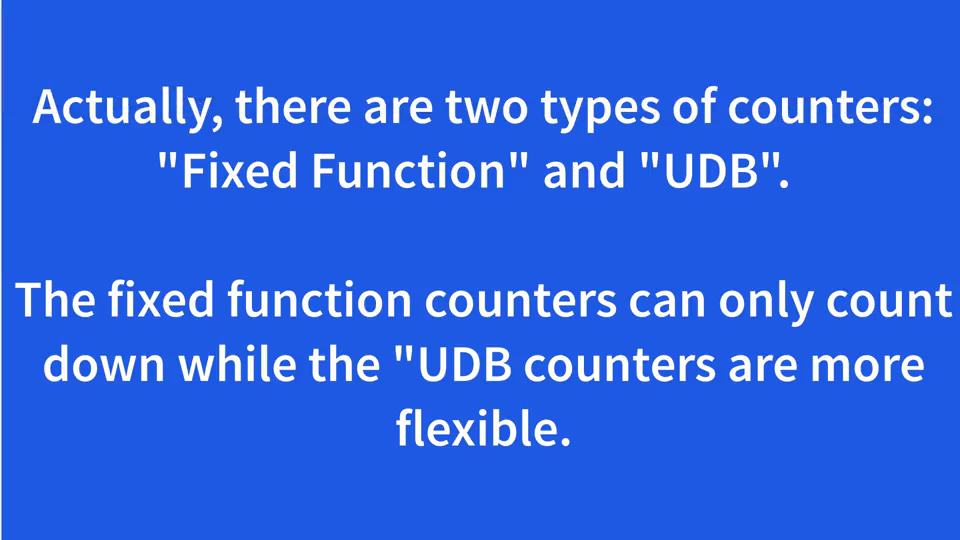 Actually, there are two types of counters:
"Fixed Function" and "UDB".
The fixed function counters can only count
down while the "UDB counters are more
flexible.